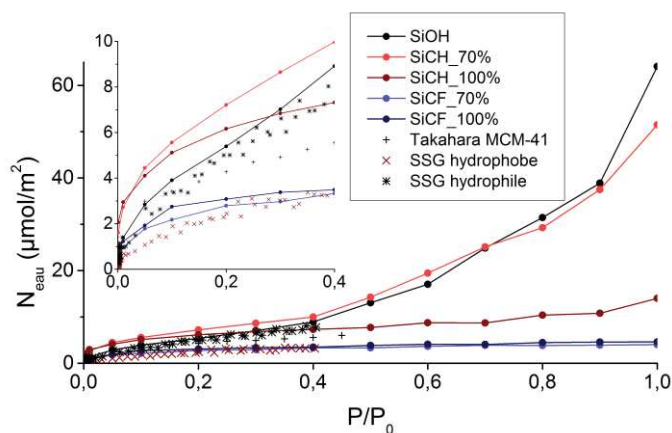 10
8
6
4
2
0
0,0
0,2
0,4
SiOH
SiCH_70%
SiCH_100%
SiCF_70%
SiCF_100%
Takahara MCM-41
SSG hydrophobe
SSG hydrophile
60
40
20
0
N_eau (µmol/m²)
0,0
0,2
0,4
0,6
0,8
1,0
P/P₀